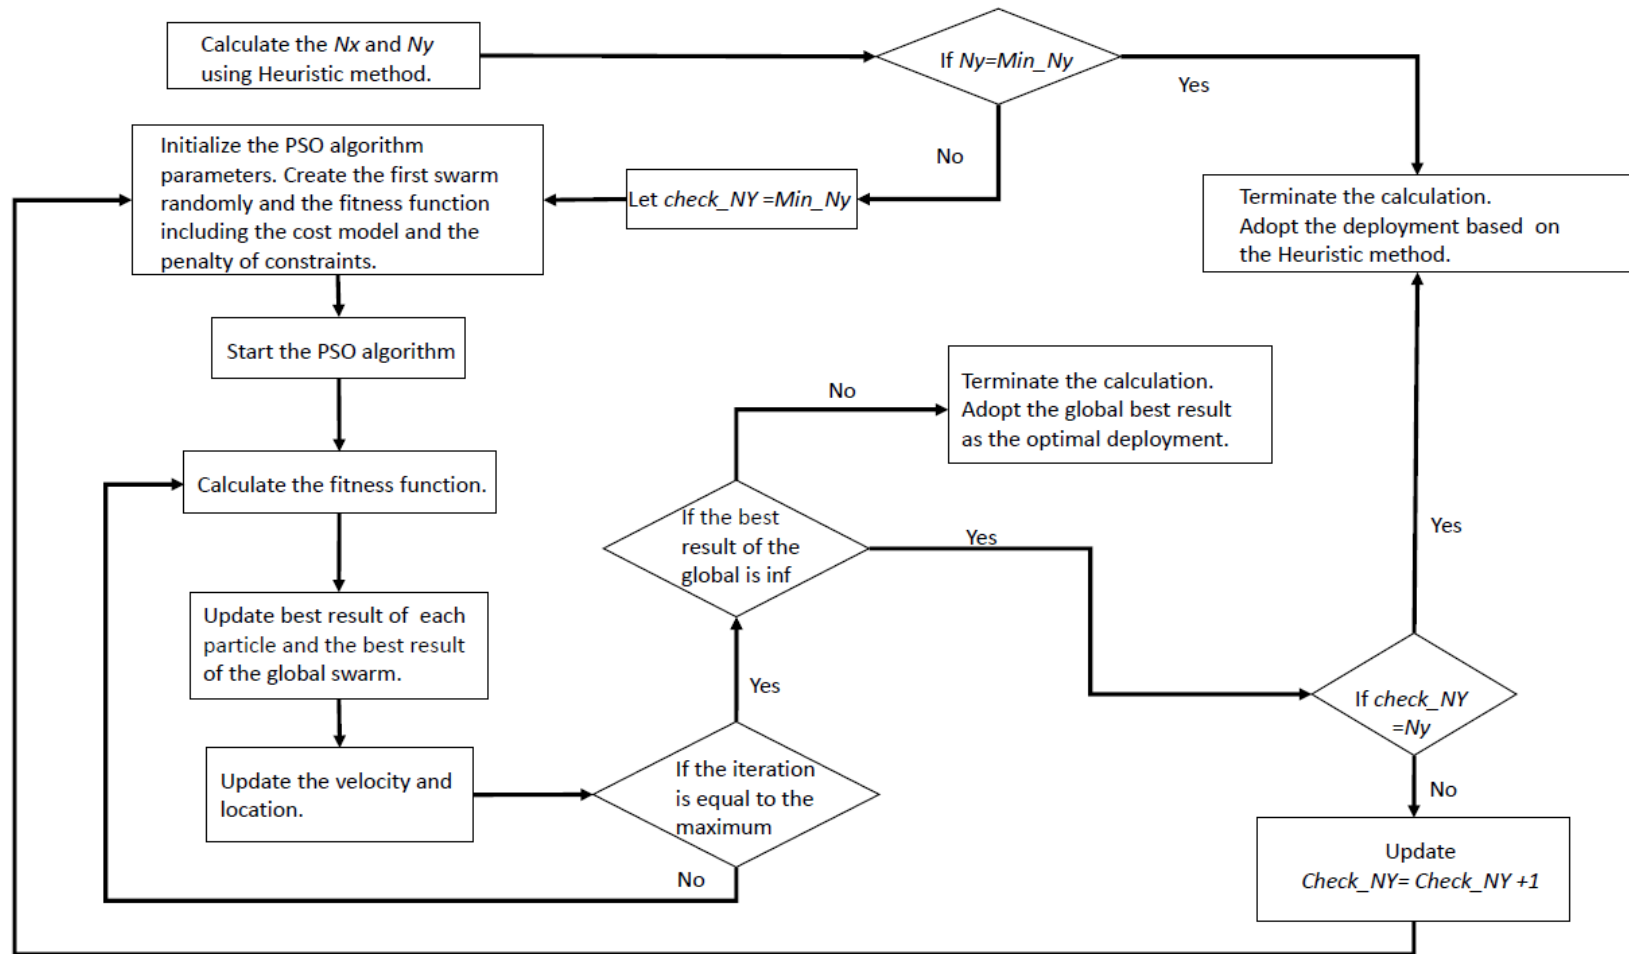 Calculate the Nx and Ny
using Heuristic method.
If Ny=Min_Ny
Yes
No
Initialize the PSO algorithm
parameters. Create the first swarm
randomly and the fitness function
including the cost model and the
penalty of constraints.
Let check_NY =Min_Ny
Terminate the calculation.
Adopt the deployment based on
the Heuristic method.
Start the PSO algorithm
No
Terminate the calculation.
Adopt the global best result
as the optimal deployment.
Calculate the fitness function.
If the best
result of the
global is inf
Yes
Yes
Update best result of each
particle and the best result
of the global swarm.
Yes
If check_NY
=Ny
Update the velocity and
location.
If the iteration
is equal to the
maximum
No
No
Update
Check_NY= Check_NY +1